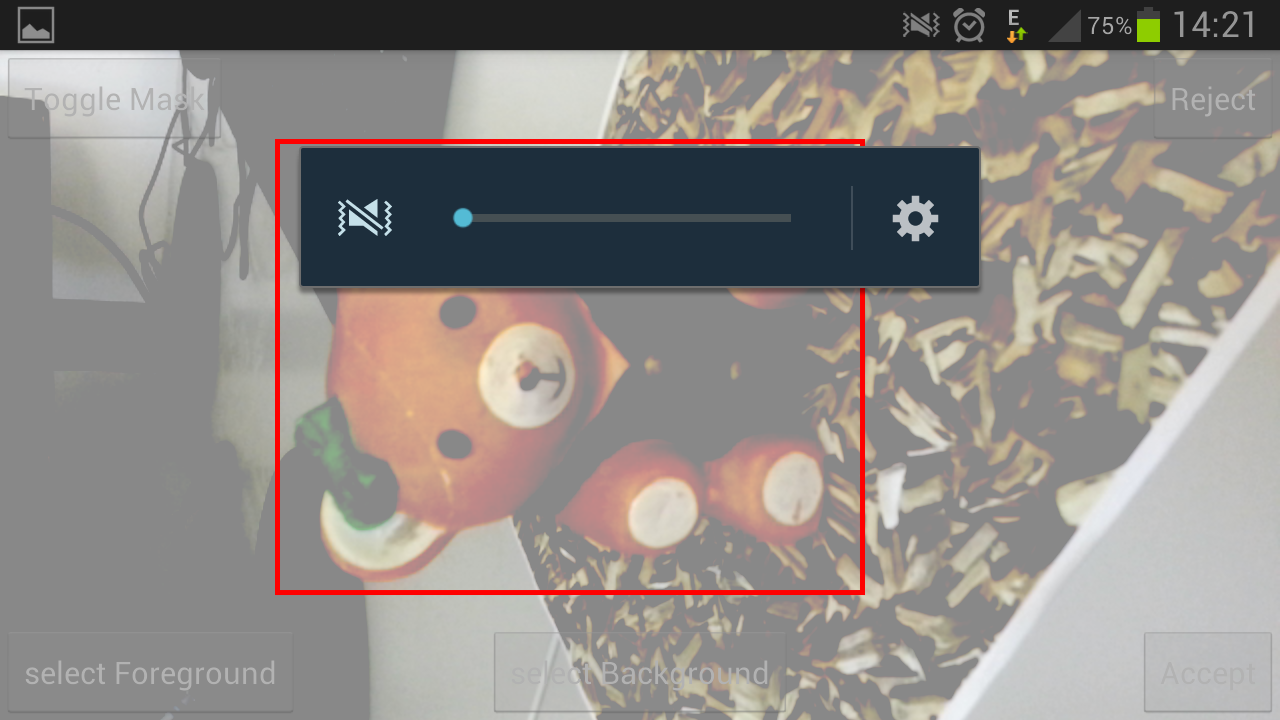 E 75% 14:21
Toggle Mask
Reject
select Foreground
select Background
Accept